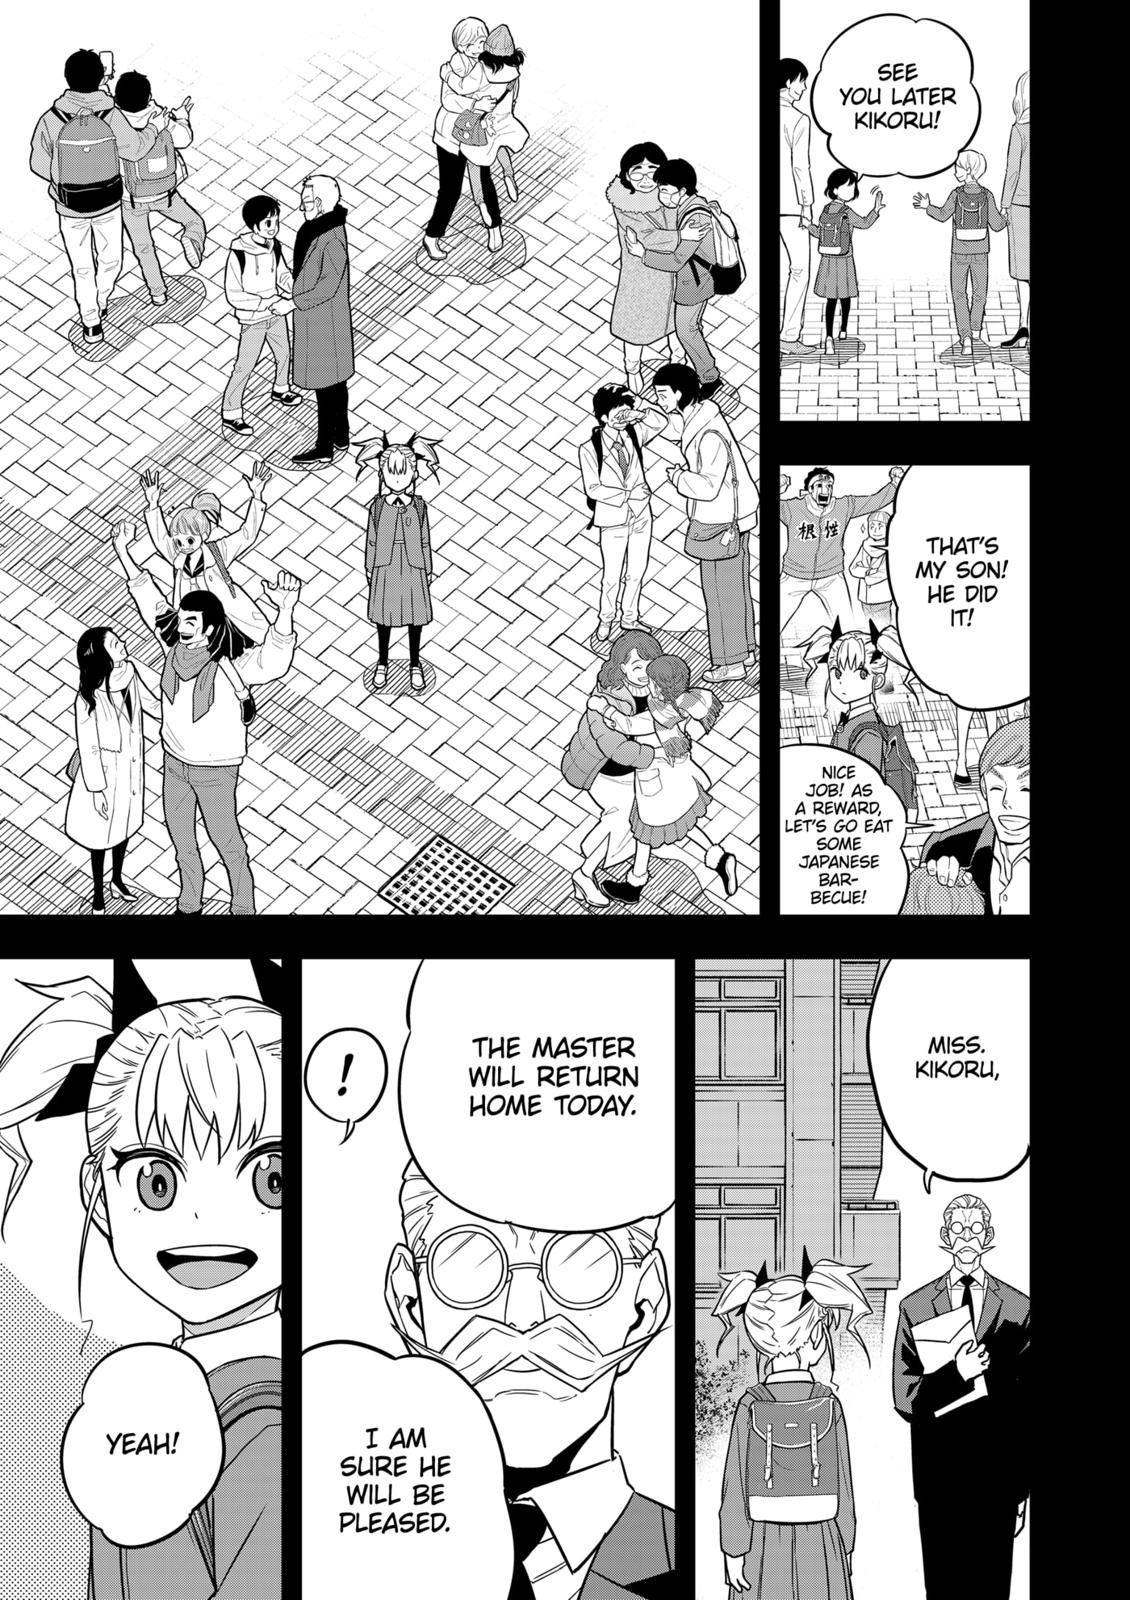 SEE
YOU LATER
KIKORU!
根性
THAT'S
MY SON!
HE DID
IT!
NICE
JOB! AS
A REWARD,
LET'S GO EAT
SOME
JAPANESE
BAR-
BECUE!
MISS.
KIKORU,
THE MASTER
WILL RETURN
HOME TODAY.
!
I AM
SURE HE
WILL BE
PLEASED.
YEAH!